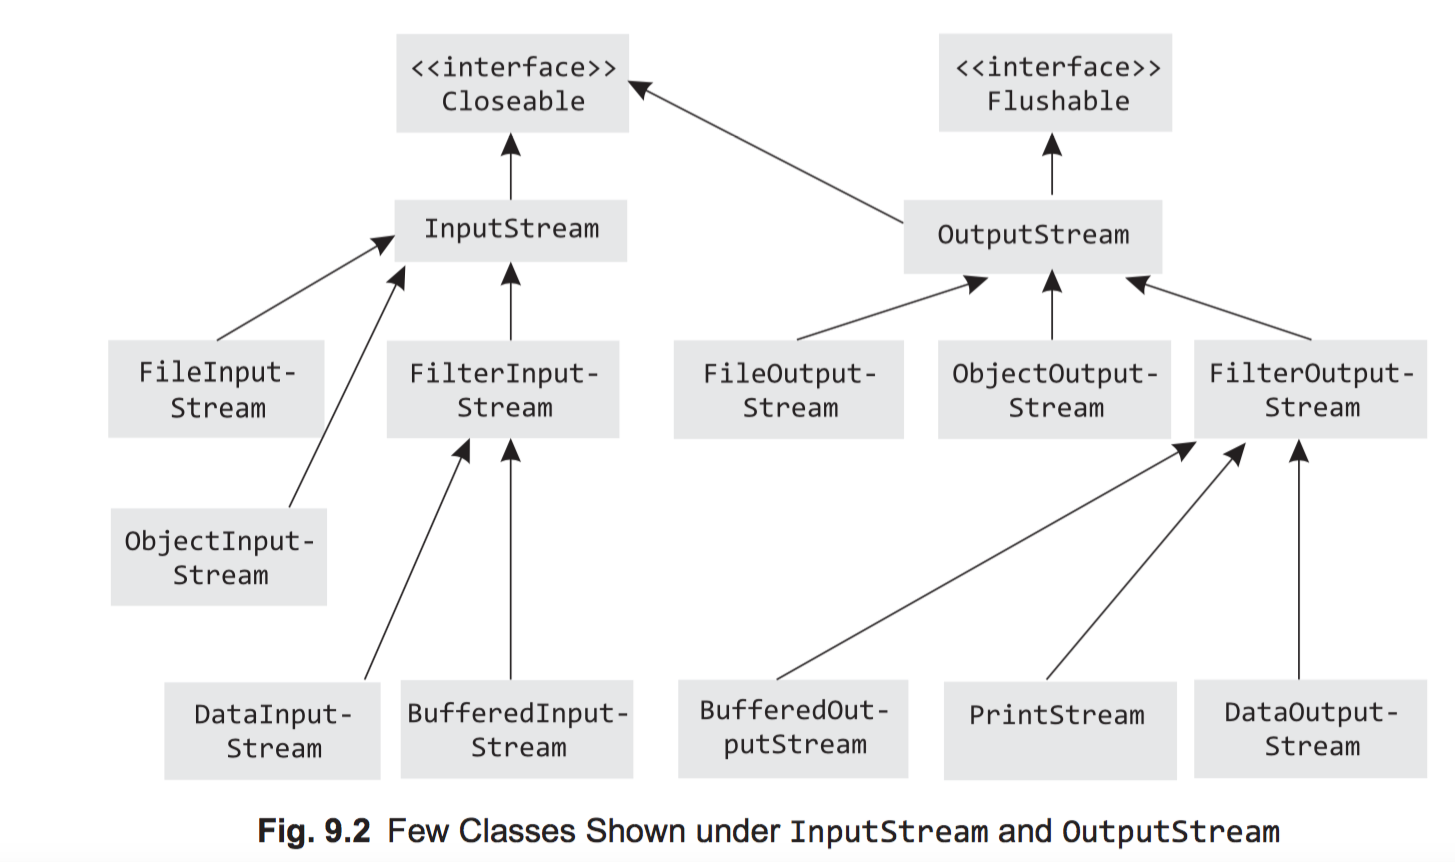 <<interface>>
Closeable
<<interface>>
Flushable
InputStream
OutputStream
FileInput-
Stream
FilterInput-
Stream
FileOutput-
Stream
ObjectOutput-
Stream
FilterOutput-
Stream
ObjectInput-
Stream
DataInput-
Stream
BufferedInput-
Stream
BufferedOut-
putStream
PrintStream
DataOutput-
Stream
Fig. 9.2 Few Classes Shown under InputStream and OutputStream